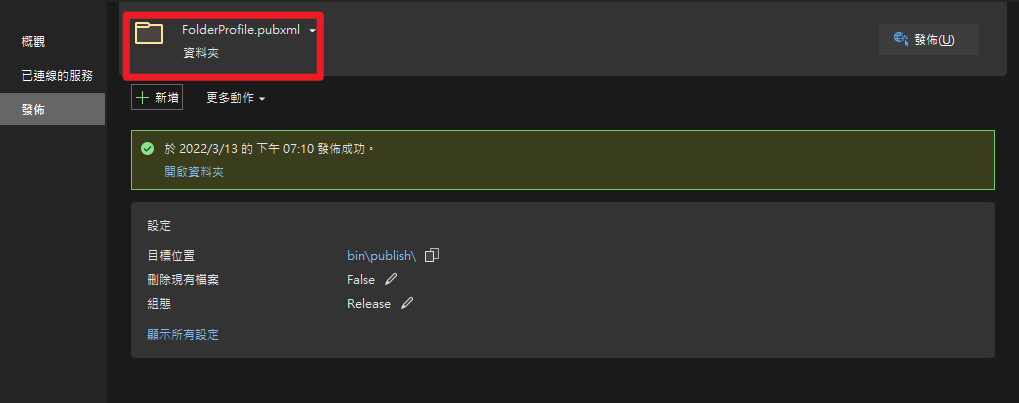 概觀
已連線的服務
發佈
FolderProfile.pubxml
資料夾
發佈(U)
新增
更多動作
於 2022/3/13 的 下午 07:10 發佈成功。
開啟資料夾
設定
目標位置 bin\publish\
刪除現有檔案 False
組態 Release
顯示所有設定